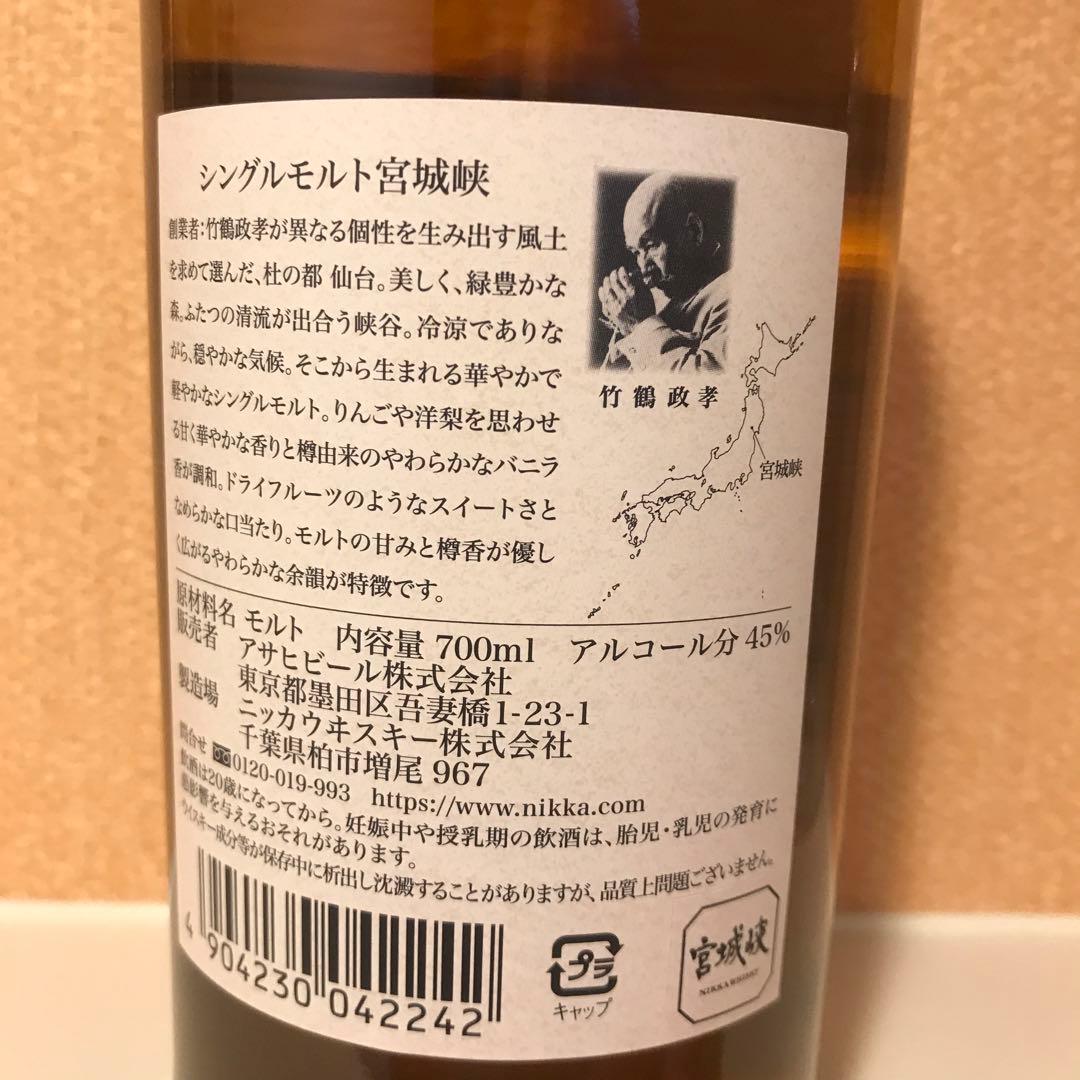 シングルモルト宮城峡
創業者:竹鶴政孝が異なる個性を生み出す風土
を求めて選んだ、杜の都 仙台。美しく、緑豊かな
森。ふたつの清流が出合う峡谷。冷涼でありな
がら、穏やかな気候。そこから生まれる華やかで
軽やかなシングルモルト。りんごや洋梨を思わせ
る甘く華やかな香りと樽由来のやわらかなバニラ
香が調和。ドライフルーツのようなスイートさと
なめらかな口当たり。モルトの甘みと樽香が優し
く広がるやわらかな余韻が特徴です。
竹鶴政孝
宮城峡
原材料名 モルト 内容量 700ml アルコール分 45%
販売者 アサヒビール株式会社
東京都墨田区吾妻橋1-23-1
製造場 ニッカウヰスキー株式会社
千葉県柏市増尾 967
問合せ 0120-019-993 https://www.nikka.com
飲酒は20歳になってから。妊娠中や授乳期の飲酒は、胎児・乳児の発育に
悪影響を与えるおそれがあります。
ウイスキー成分等が保存中に析出し沈澱することがありますが、品質上問題ございません。
4 904230 042242
プラ
キャップ
宮城峡
NIKKA WHISKY